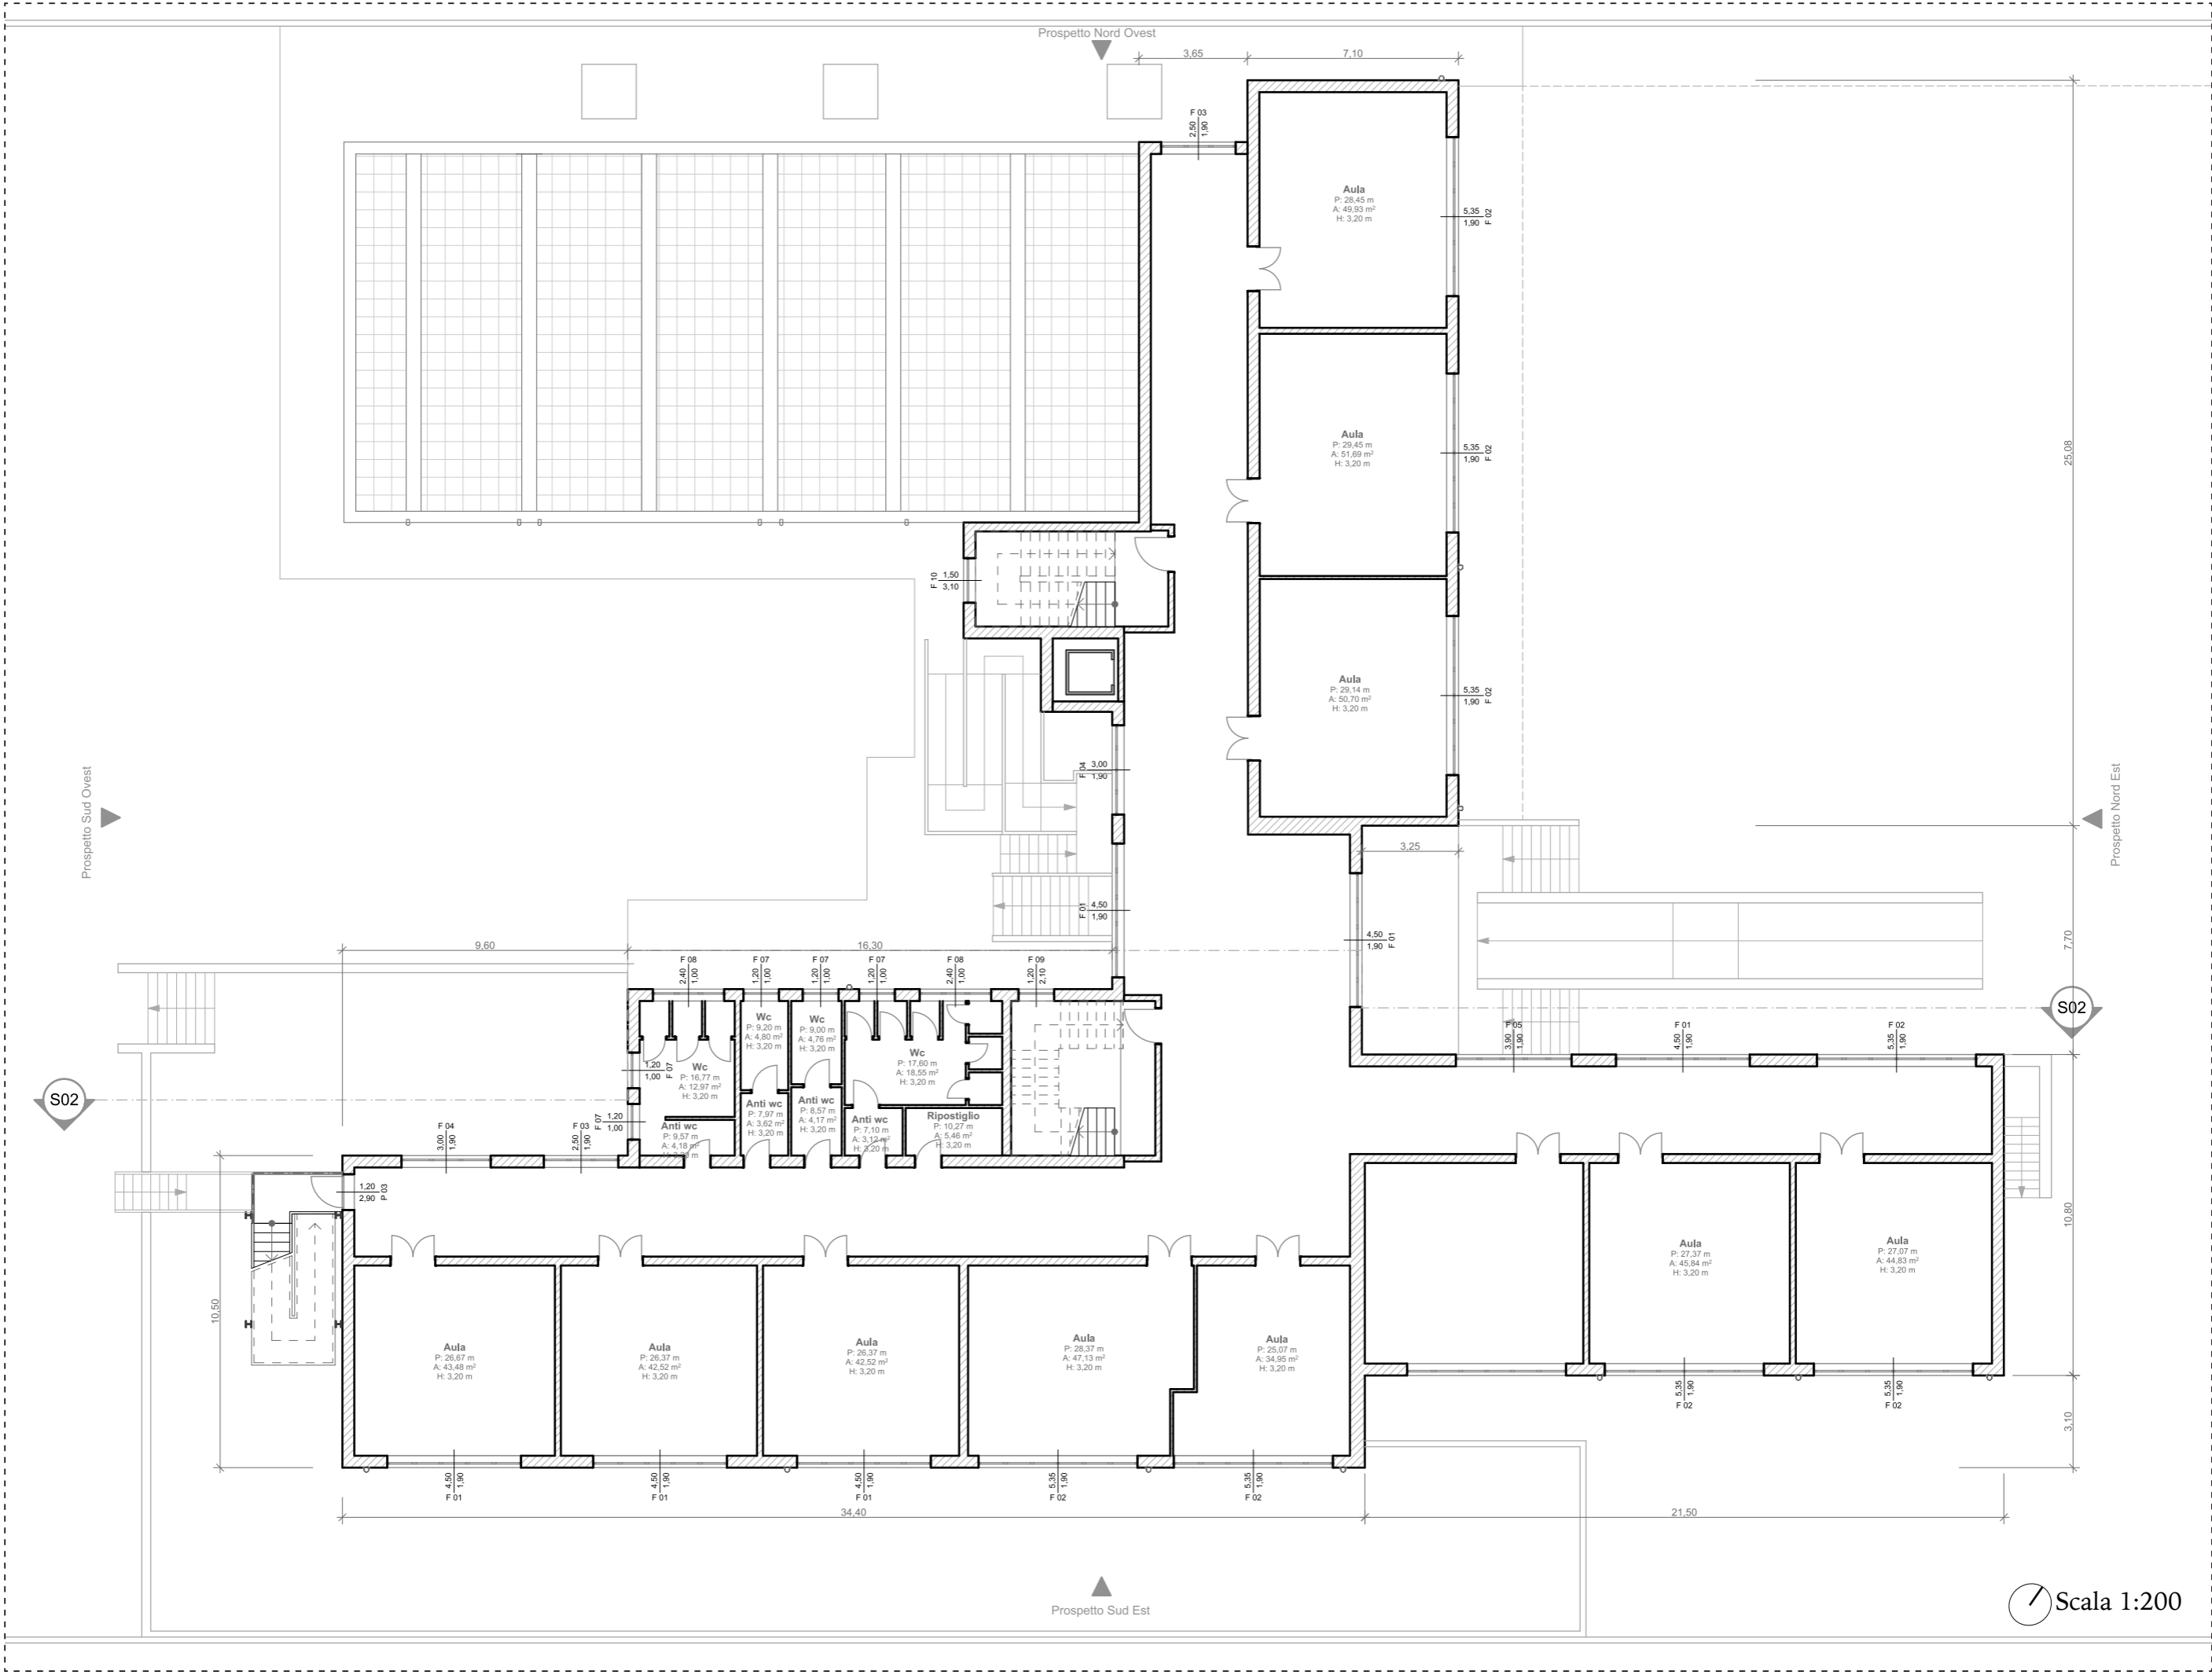 Prospetto Nord Ovest
3,65
7,10
F 03
2,50
1,90
Aula
P: 28,45 m
A: 49,93 m²
H: 3,20 m
5,35
1,90
F 02
Aula
P: 29,45 m
A: 51,69 m²
H: 3,20 m
5,35
1,90
F 02
25,08
F 10
1,50
3,10
Aula
P: 29,14 m
A: 50,70 m²
H: 3,20 m
5,35
1,90
F 02
F 04
3,00
1,90
Prospetto Sud Ovest
Prospetto Nord Est
3,25
F 01
4,50
1,90
4,50
1,90
F 01
7,70
9,60
16,30
F 08
2,40
1,00
F 07
1,20
1,00
F 07
1,20
1,00
F 07
1,20
1,00
F 08
2,40
1,00
F 09
1,20
2,10
S02
F 05
3,90
1,90
F 01
4,50
1,90
F 02
5,35
1,90
Wc
P: 9,20 m
A: 4,80 m²
H: 3,20 m
Wc
P: 9,00 m
A: 4,76 m²
H: 3,20 m
Wc
P: 17,60 m
A: 18,55 m²
H: 3,20 m
Wc
P: 16,77 m
A: 12,97 m²
H: 3,20 m
1,20
1,00
F 07
S02
F 07
1,20
1,00
Anti wc
P: 9,57 m
A: 4,18 m²
H: 3,20 m
Anti wc
P: 7,97 m
A: 3,62 m²
H: 3,20 m
Anti wc
P: 8,57 m
A: 4,17 m²
H: 3,20 m
Anti wc
P: 7,10 m
A: 3,12 m²
H: 3,20 m
Ripostiglio
P: 10,27 m
A: 5,46 m²
H: 3,20 m
F 04
3,00
1,90
F 03
2,50
1,90
1,20
2,90
P 03
10,80
10,50
Aula
P: 27,37 m
A: 45,84 m²
H: 3,20 m
Aula
P: 27,07 m
A: 44,83 m²
H: 3,20 m
Aula
P: 26,67 m
A: 43,48 m²
H: 3,20 m
Aula
P: 26,37 m
A: 42,52 m²
H: 3,20 m
Aula
P: 26,37 m
A: 42,52 m²
H: 3,20 m
Aula
P: 28,37 m
A: 47,13 m²
H: 3,20 m
Aula
P: 25,07 m
A: 34,95 m²
H: 3,20 m
5,35
1,90
F 02
5,35
1,90
F 02
3,10
4,50
1,90
F 01
4,50
1,90
F 01
4,50
1,90
F 01
5,35
1,90
F 02
5,35
1,90
F 02
34,40
21,50
Prospetto Sud Est
Scala 1:200